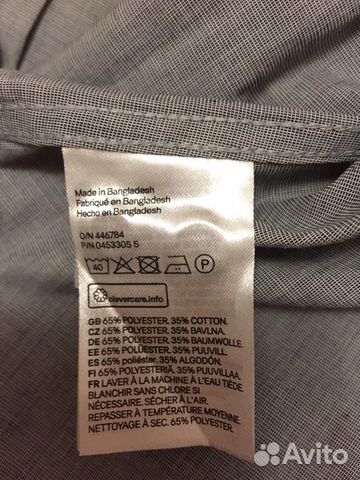 Made in Bangladesh
Fabriqué en Bangladesh
Hecho en Bangladesh
O/N 446784
P/N 0453305 5
40
P
clevercare.info
GB 65% POLYESTER. 35% COTTON.
CZ 65% POLYESTER. 35% BAVLNA.
DE 65% POLYESTER. 35% BAUMWOLLE.
EE 65% POLÜESTER. 35% PUUVILL.
ES 65% POLIÉSTER. 35% ALGODÓN.
FI 65% POLYESTERIÄ. 35% PUUVILLAA.
FR LAVER À LA MACHINE À L'EAU TIÈDE.
BLANCHIR SANS CHLORE SI
NÉCESSAIRE. SÉCHER À L'AIR.
REPASSER À TEMPÉRATURE MOYENNE.
NETTOYAGE À SEC. 65% POLYESTER.
Avito